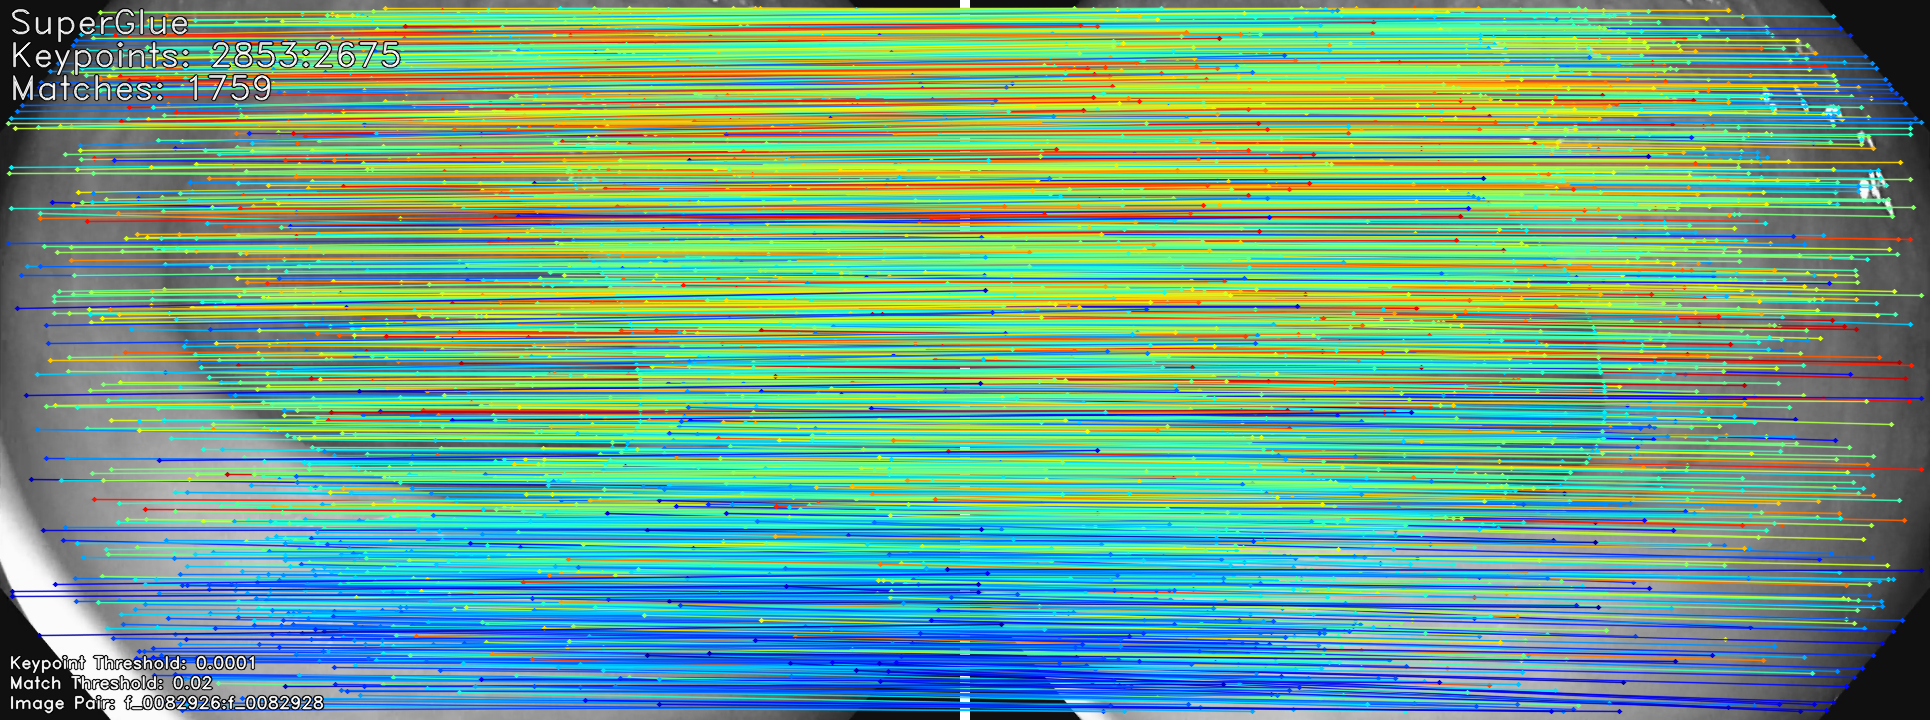 SuperGlue
Keypoints: 2853:2675
Matches: 1759
Keypoint Threshold: 0.0001
Match Threshold: 0.02
Image Pair: f_0082926:f_0082928